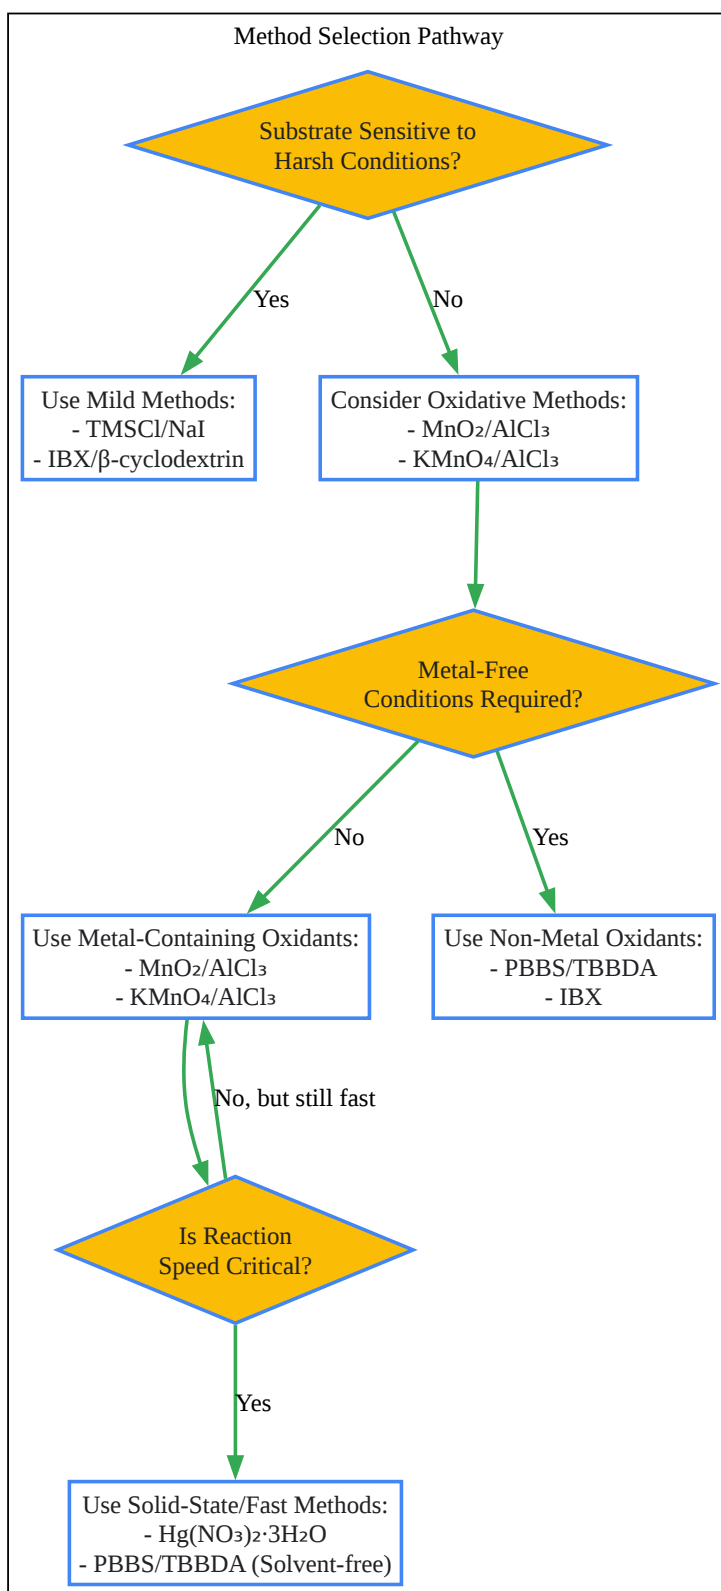 Method Selection Pathway
Substrate Sensitive to
Harsh Conditions?
Yes
No
Use Mild Methods:
- TMSCl/NaI
- IBX/β-cyclodextrin
Consider Oxidative Methods:
- MnO₂/AlCl₃
- KMnO₄/AlCl₃
Metal-Free
Conditions Required?
No
Yes
Use Metal-Containing Oxidants:
- MnO₂/AlCl₃
- KMnO₄/AlCl₃
Use Non-Metal Oxidants:
- PBBS/TBBDA
- IBX
No, but still fast
Is Reaction
Speed Critical?
Yes
Use Solid-State/Fast Methods:
- Hg(NO₃)₂·3H₂O
- PBBS/TBBDA (Solvent-free)